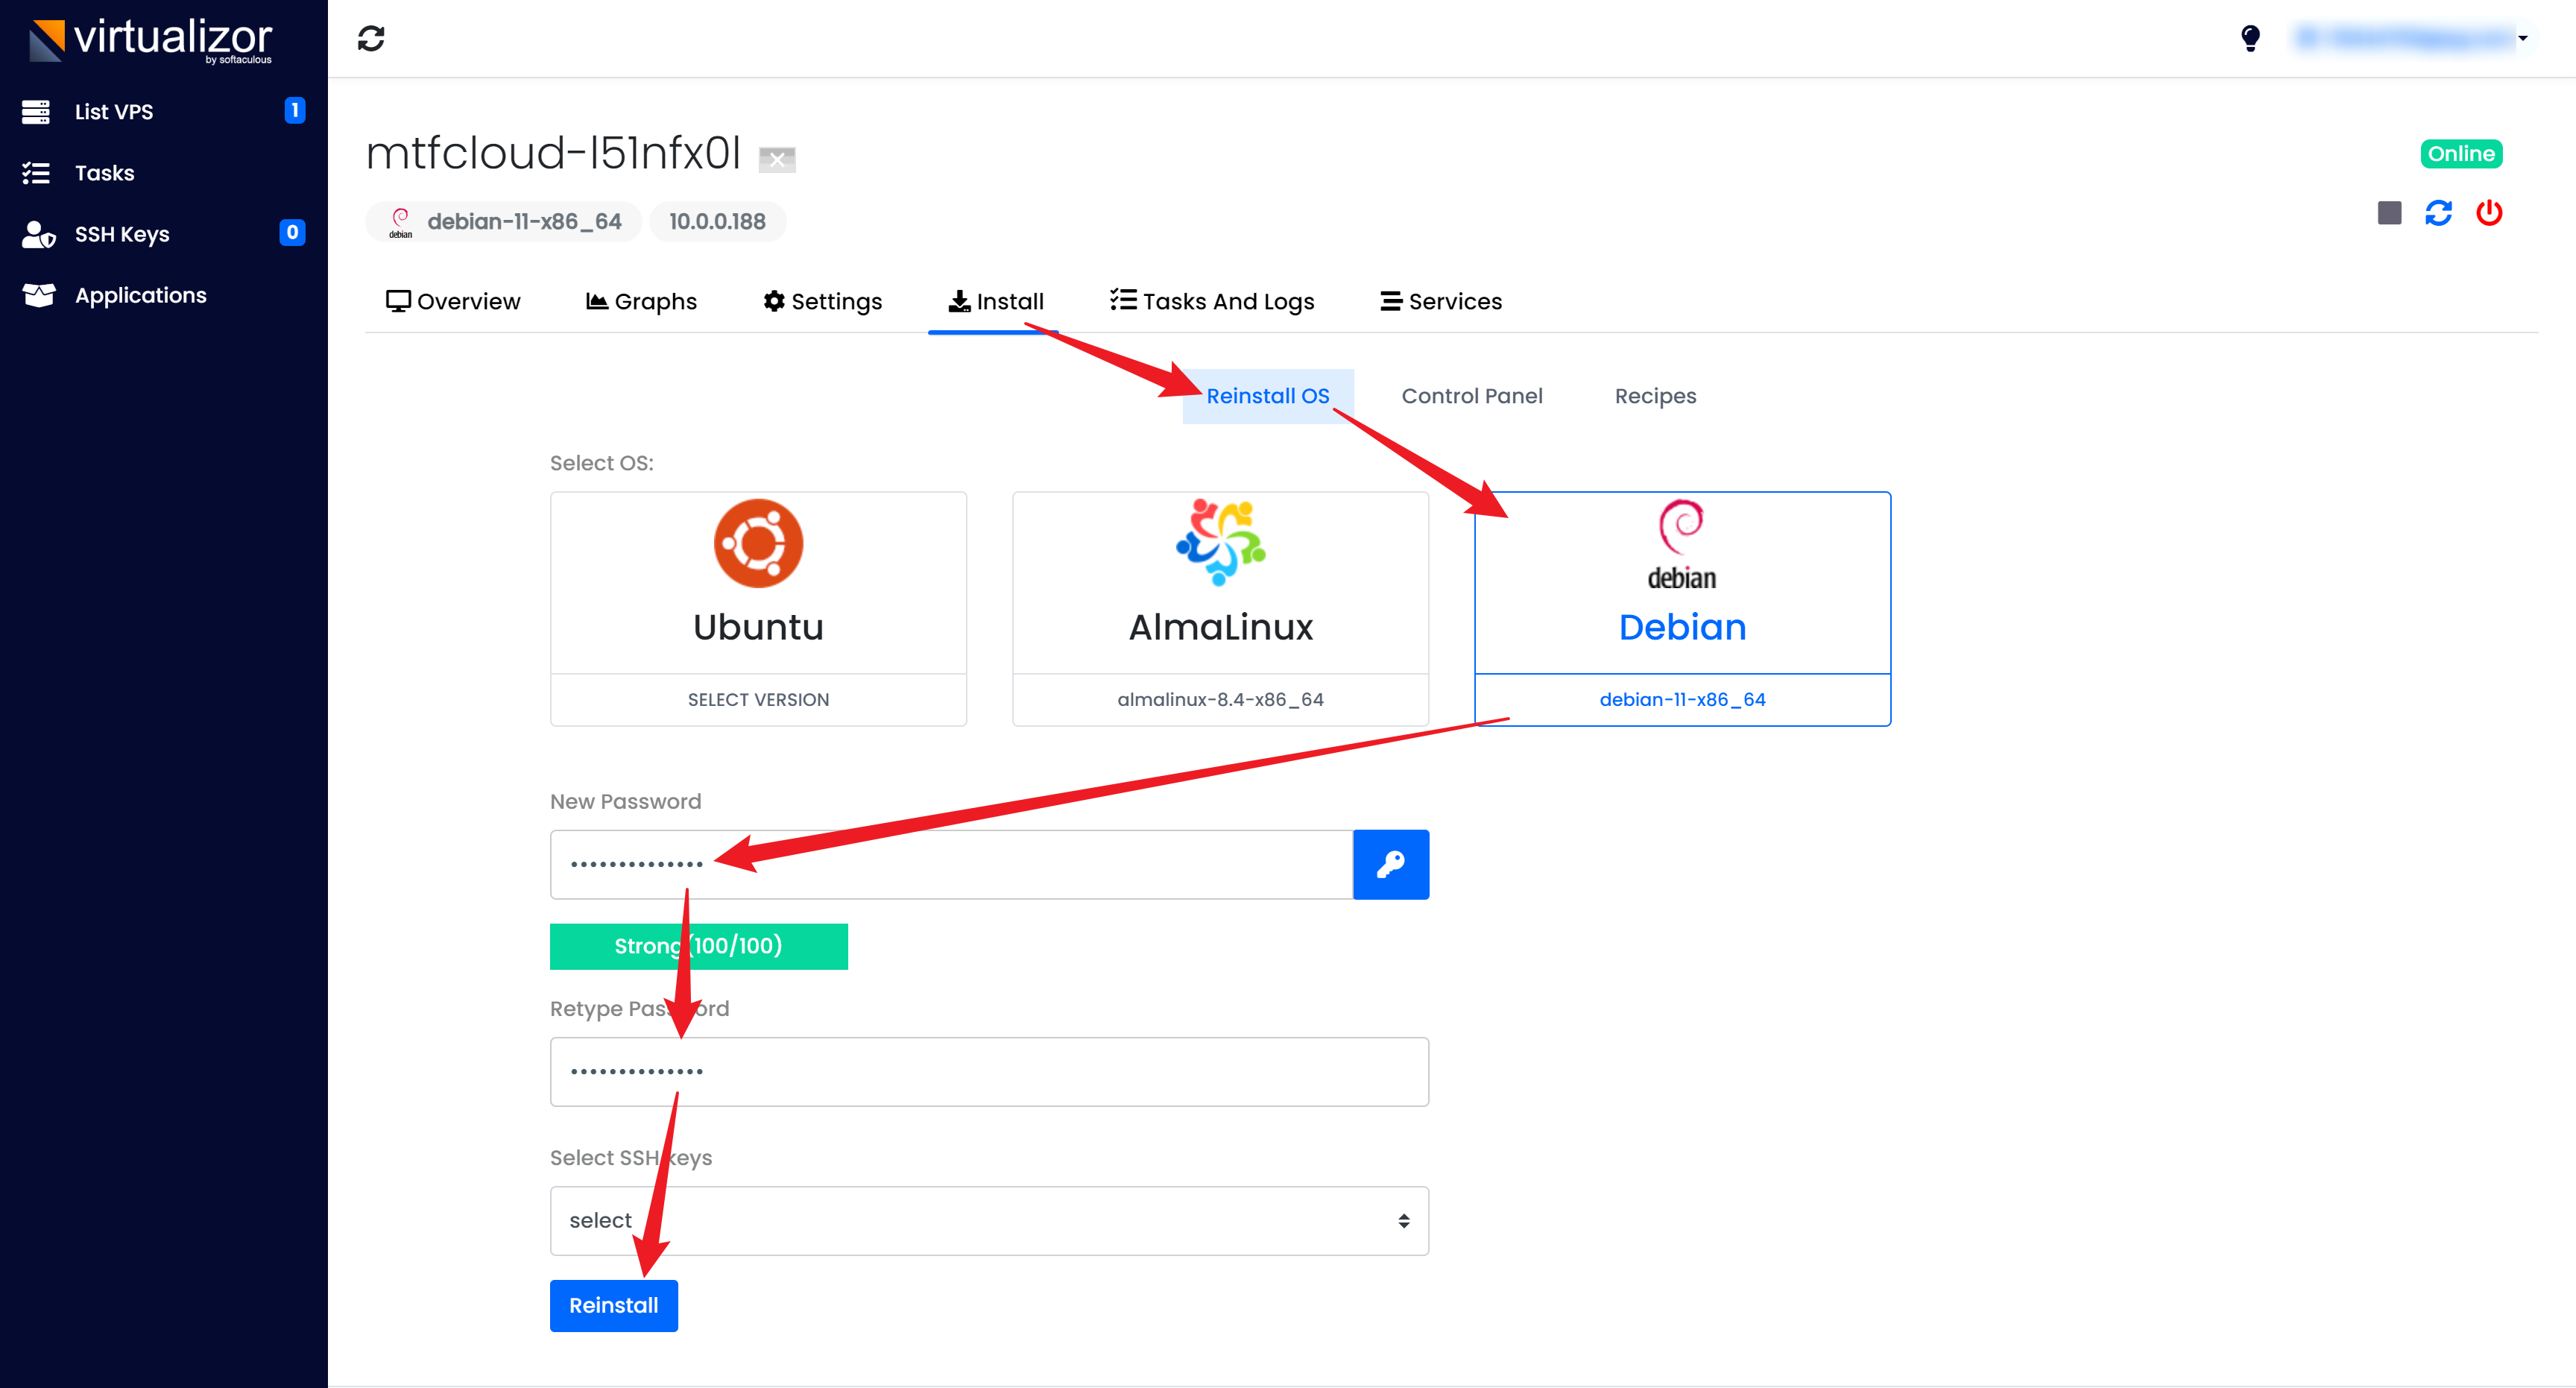 virtualizor
by softaculous
List VPS 1
Tasks
SSH Keys 0
Applications
mtfcloud-l51nfx0l
Online
debian debian-11-x86_64 10.0.0.188
Overview Graphs Settings Install Tasks And Logs Services
Reinstall OS Control Panel Recipes
Select OS:
debian
Ubuntu AlmaLinux Debian
SELECT VERSION almalinux-8.4-x86_64 debian-11-x86_64
New Password
••••••••••••••
Strong(100/100)
Retype Password
••••••••••••••
Select SSH keys
select
Reinstall